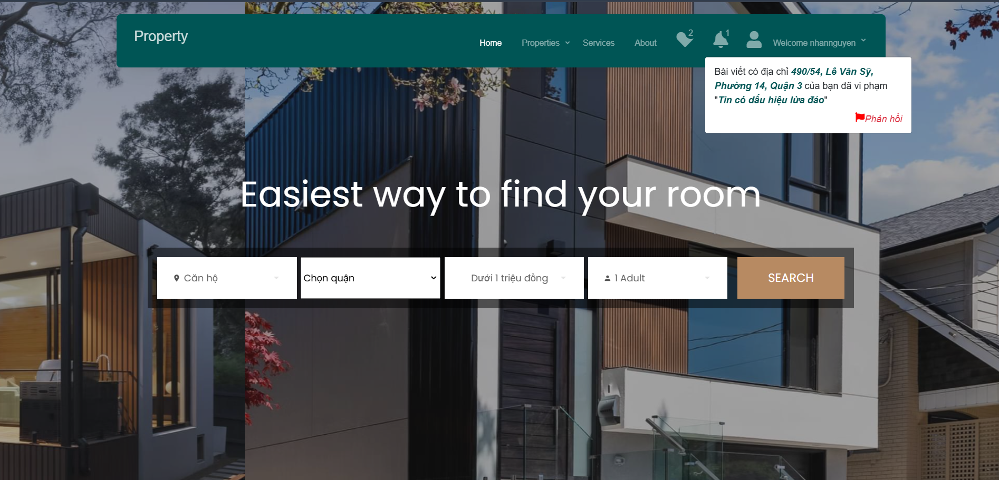 Property
Home
Properties
Services
About
2
1
Welcome nhannguyen
Bài viết có địa chỉ 490/54, Lê Văn Sỹ,
Phường 14, Quận 3 của bạn đã vi phạm
"Tin có dấu hiệu lừa đảo"
Phản hồi
Easiest way to find your room
Căn hộ
Chọn quận
Dưới 1 triệu đồng
1 Adult
SEARCH